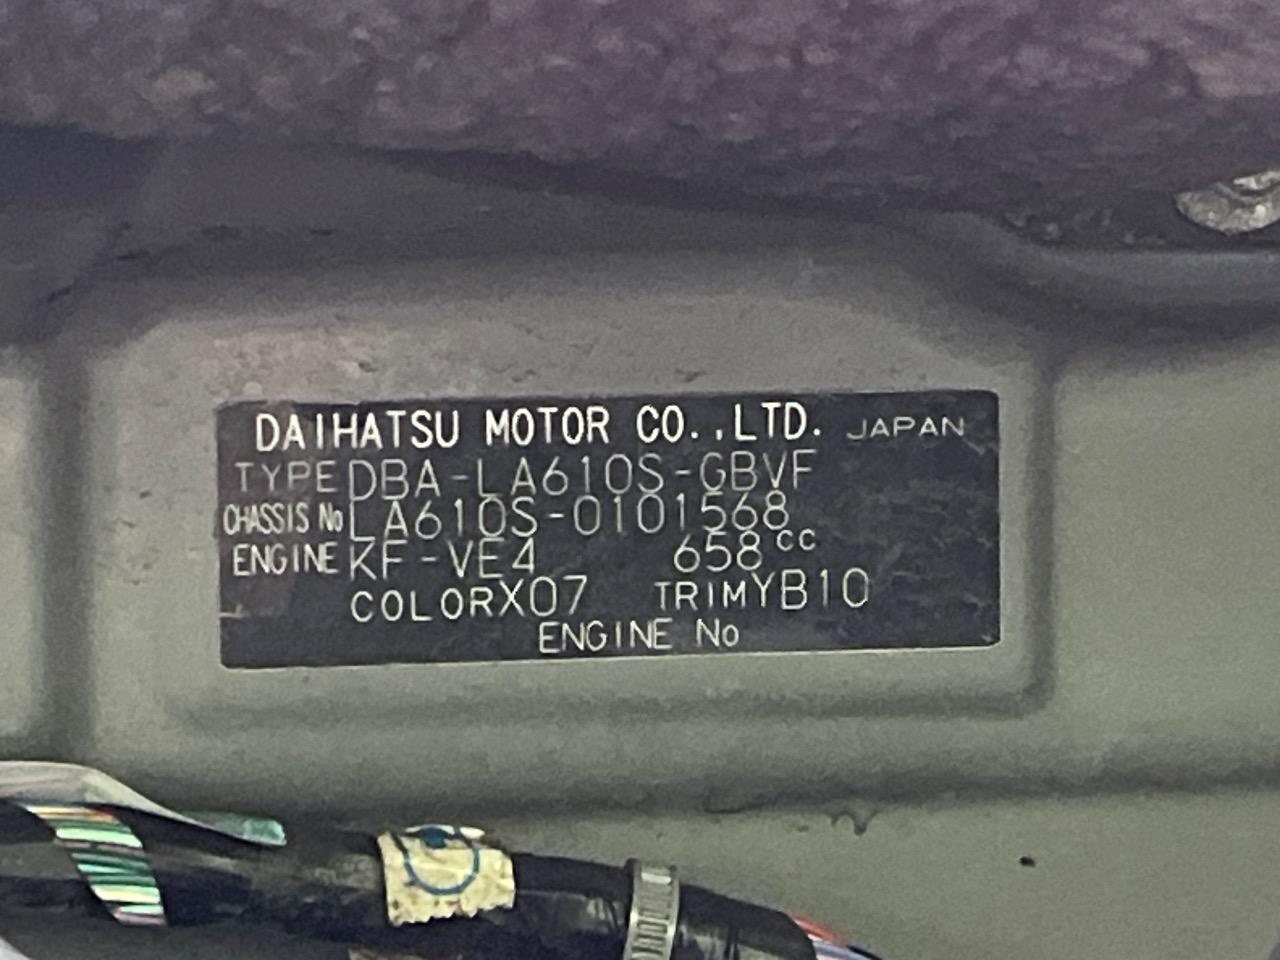 DAIHATSU MOTOR CO.,LTD. JAPAN
TYPE DBA-LA610S-GBVF
CHASSIS No LA610S-0101568
ENGINE KF-VE4 658cc
COLOR X07 TRIM YB10
ENGINE No